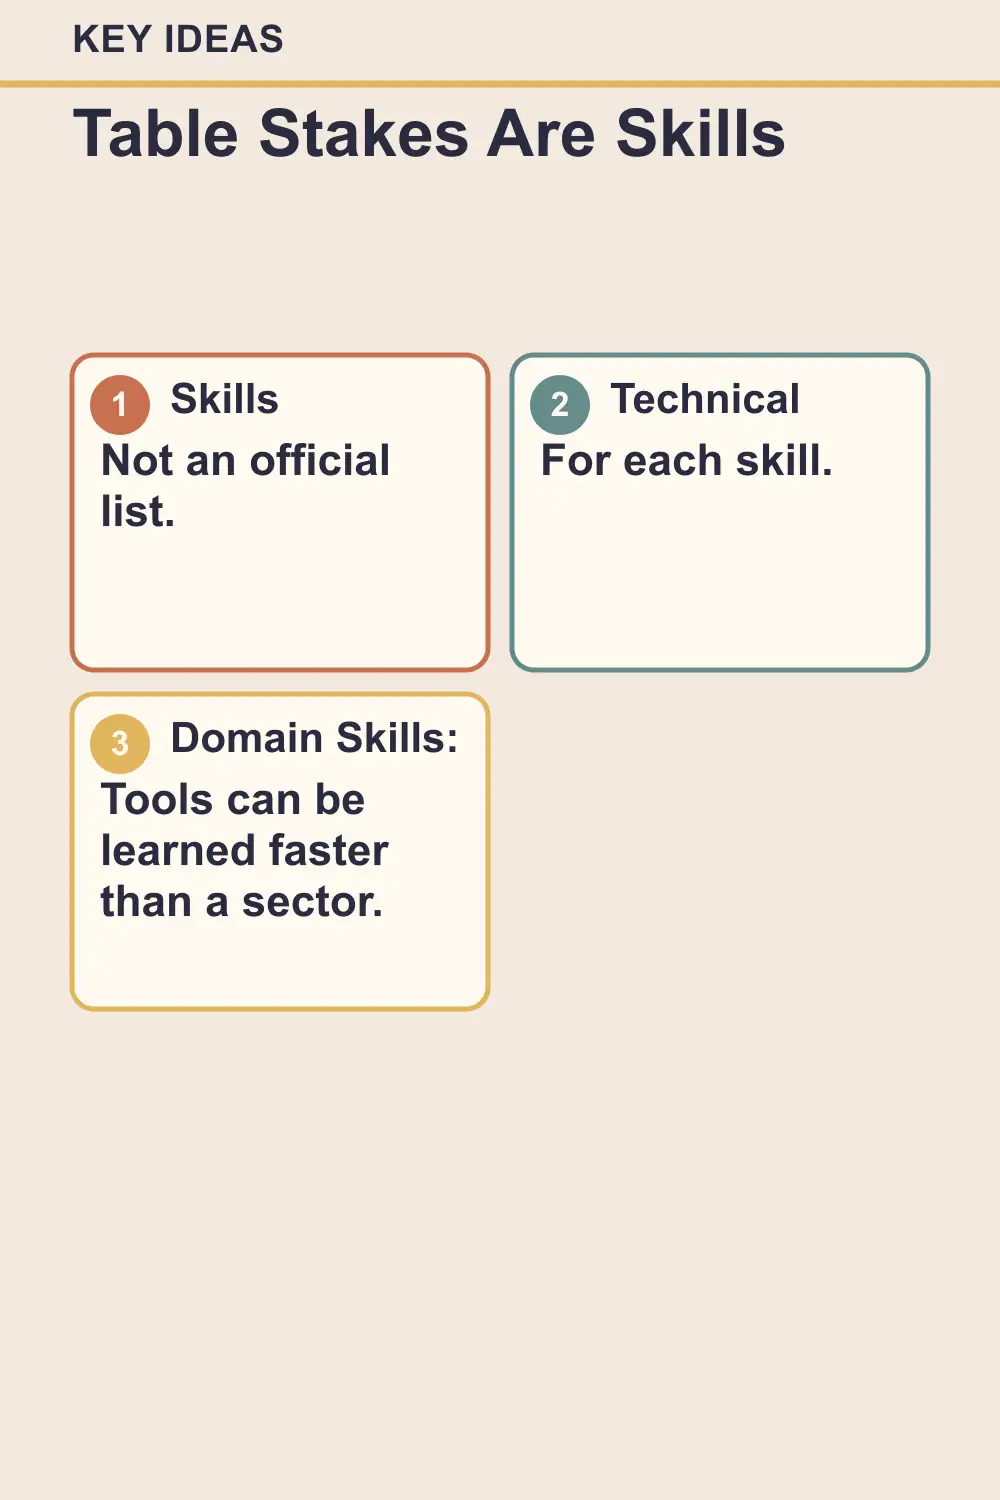 KEY IDEAS
Table Stakes Are Skills
1 Skills
Not an official
list.
2 Technical
For each skill.
3 Domain Skills:
Tools can be
learned faster
than a sector.